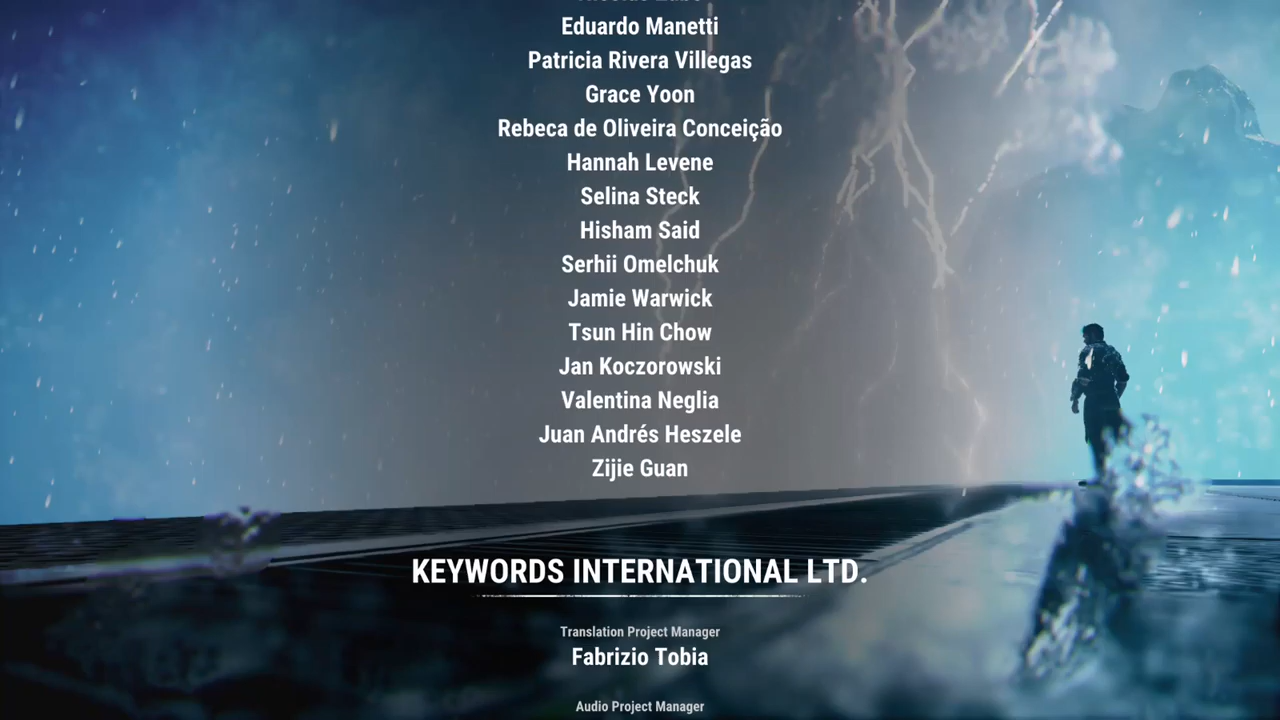 Eduardo Manetti
Patricia Rivera Villegas
Grace Yoon
Rebeca de Oliveira Conceição
Hannah Levene
Selina Steck
Hisham Said
Serhii Omelchuk
Jamie Warwick
Tsun Hin Chow
Jan Koczorowski
Valentina Neglia
Juan Andrés Heszele
Zijie Guan
KEYWORDS INTERNATIONAL LTD.
Translation Project Manager
Fabrizio Tobia
Audio Project Manager